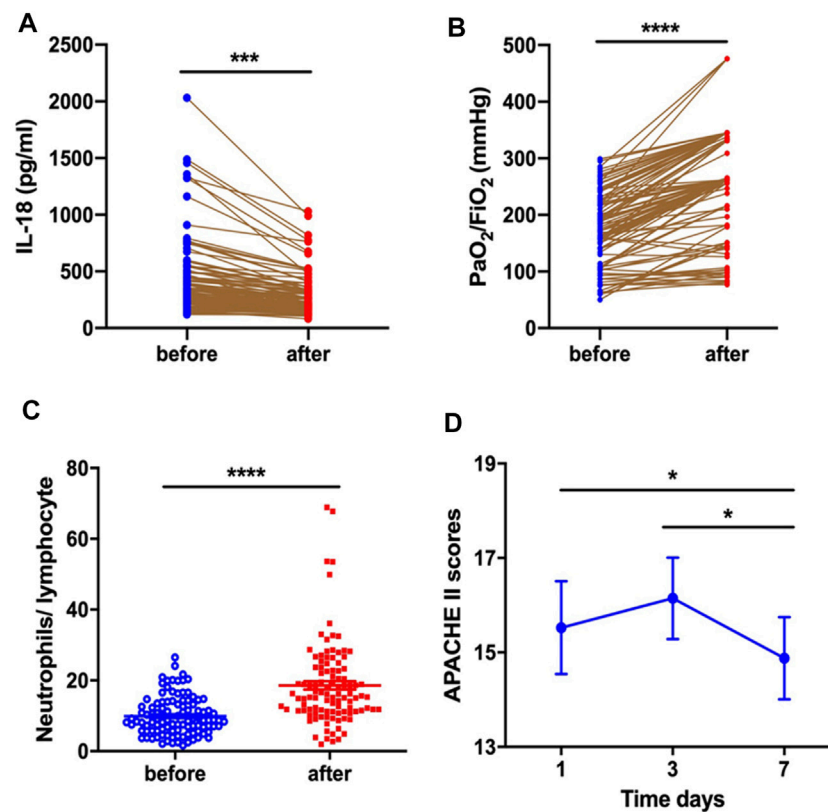 A
IL-18 (pg/ml)
2500
2000
1500
1000
500
0
***
before after
B
PaO₂/FiO₂ (mmHg)
500
400
300
200
100
0
****
before after
C
Neutrophils/ lymphocyte
80
60
40
20
0
****
before after
D
APACHE II scores
19
17
15
13
*
*
1 3 7
Time days